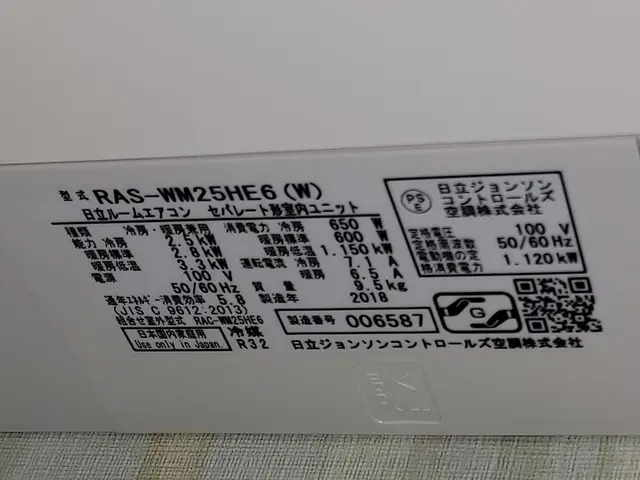 型式 RAS-WM25HE6 (W)
日立ルームエアコン セパレート形室内ユニット
種類 冷房・暖房兼用
能力 冷房 2.5 kW
暖房標準 2.8 kW
暖房低温 3.3 kW
電源 100 V
50/60 Hz
通年エネルギー消費効率 5.8
(JIS C 9612:2013)
組合せ室外型式 RAC-WM25HE6
日本国内家庭用
Use only in Japan.
冷媒
R32
消費電力 冷房 650 W
暖房標準 600 W
暖房低温 1.150 kW
運転電流 冷房 7.1 A
暖房 6.5 A
質量 9.5 kg
製造年 2018
製造番号 006587
PS
E
日立ジョンソン
コントロールズ
空調株式会社
定格電圧 100 V
定格周波数 50/60 Hz
電動機の定格消費電力 1.120 kW
G
日立ジョンソンコントロールズ空調株式会社